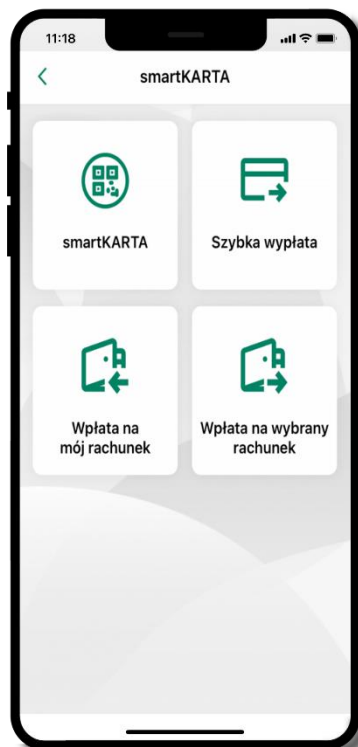 11:18
smartKARTA
smartKARTA
Szybka wypłata
Wpłata na
mój rachunek
Wpłata na wybrany
rachunek